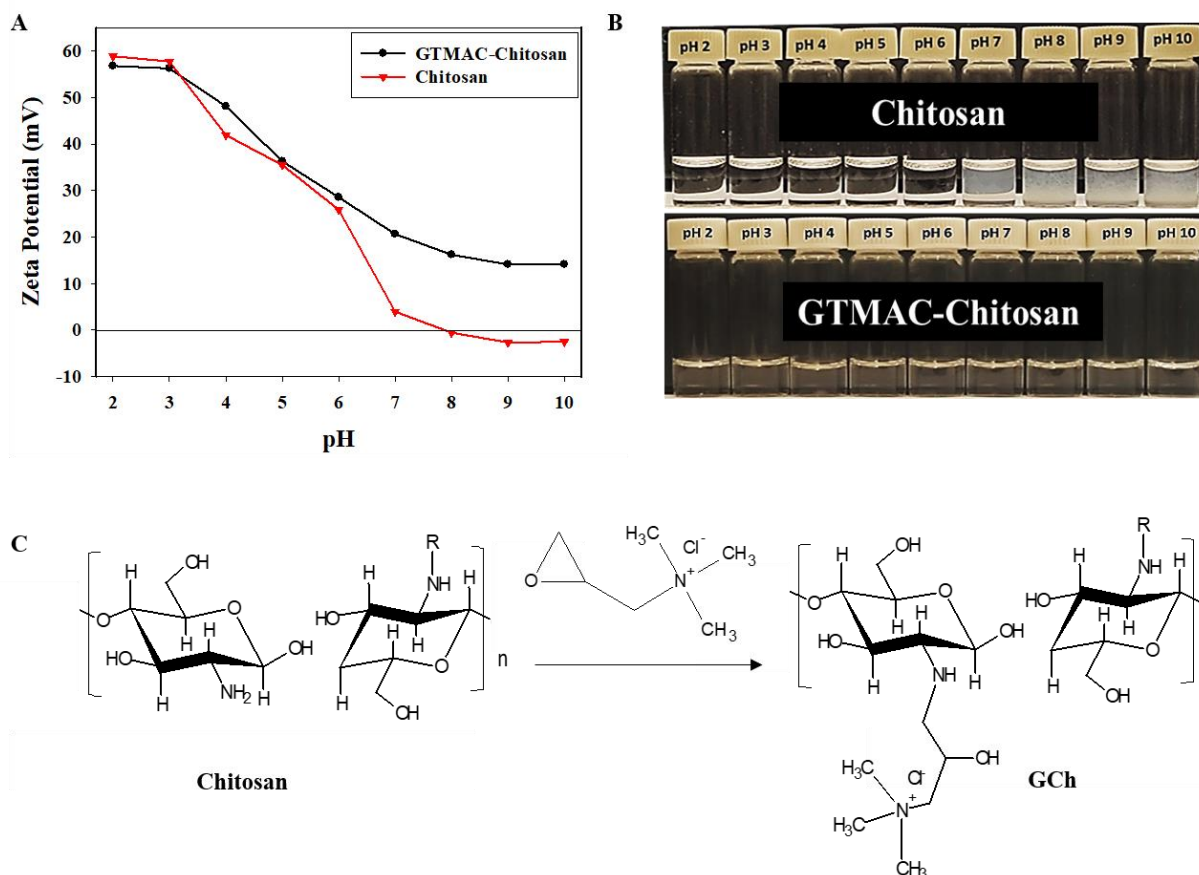 A
Zeta Potential (mV)
60
50
40
30
20
10
0
-10
2 3 4 5 6 7 8 9 10
pH
GTMAC-Chitosan
Chitosan
B
pH 2 pH 3 pH 4 pH 5 pH 6 pH 7 pH 8 pH 9 pH 10
Chitosan
pH 2 pH 3 pH 4 pH 5 pH 6 pH 7 pH 8 pH 9 pH 10
GTMAC-Chitosan
C
OH
H
O
H
O
HO
H
H
NH2
H
OH
R
NH
H
HO
H
H
O
OH
n
Chitosan
O
H3C
Cl-
CH3
N+
CH3
OH
H
O
H
O
HO
H
H
NH
H
OH
OH
H3C
Cl-
N+
H3C
CH3
R
NH
H
HO
H
H
O
OH
GCh